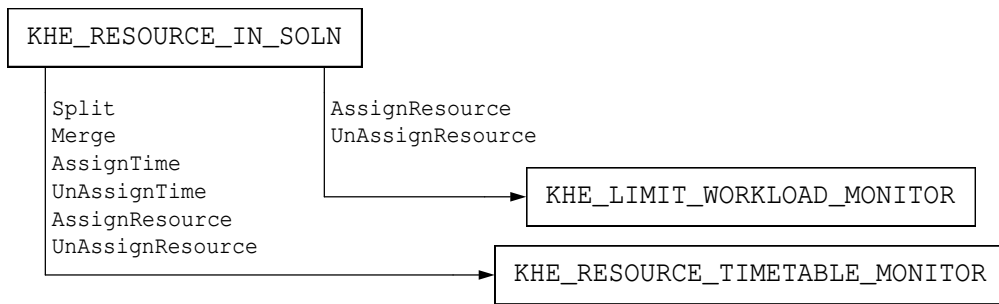 KHE_RESOURCE_IN_SOLN
Split
Merge
AssignTime
UnAssignTime
AssignResource
UnAssignResource
AssignResource
UnAssignResource
KHE_LIMIT_WORKLOAD_MONITOR
KHE_RESOURCE_TIMETABLE_MONITOR